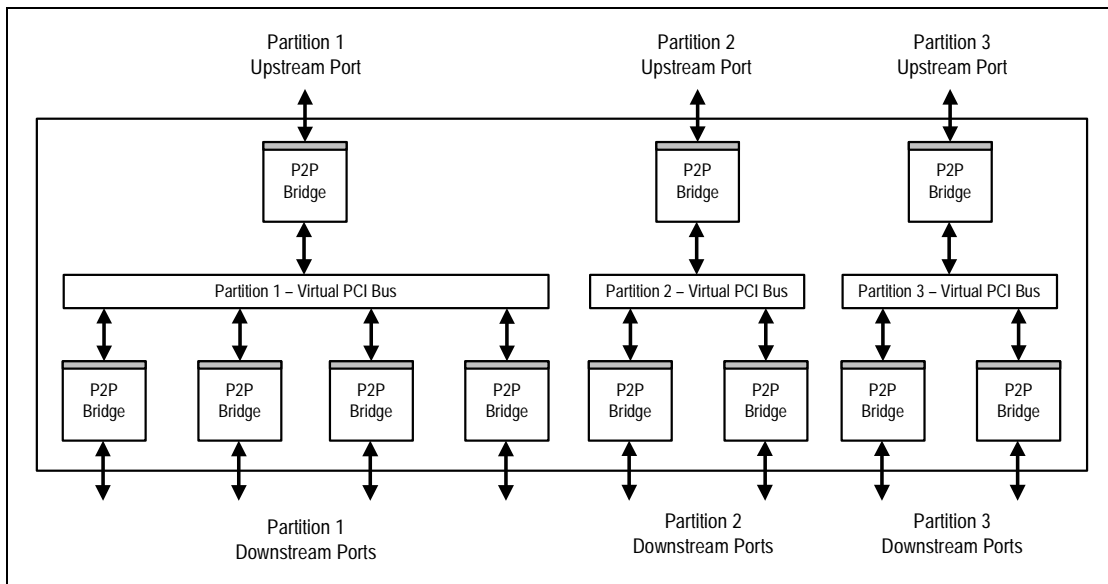 Partition 1
Upstream Port
Partition 2
Upstream Port
Partition 3
Upstream Port
P2P
Bridge
P2P
Bridge
P2P
Bridge
Partition 1 – Virtual PCI Bus
Partition 2 – Virtual PCI Bus
Partition 3 – Virtual PCI Bus
P2P
Bridge
P2P
Bridge
P2P
Bridge
P2P
Bridge
P2P
Bridge
P2P
Bridge
P2P
Bridge
P2P
Bridge
Partition 1
Downstream Ports
Partition 2
Downstream Ports
Partition 3
Downstream Ports